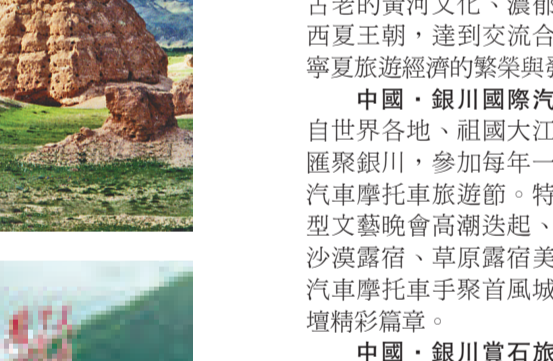 古老的黃河文化、濃郁
西夏王朝，達到交流合
寧夏旅遊經濟的繁榮與發
中國·銀川國際汽
自世界各地、祖國大江
匯聚銀川，參加每年一
汽車摩托車旅遊節。特
型文藝晚會高潮迭起、
沙漠露宿、草原露宿美
汽車摩托車手聚首風城
壇精彩篇章。
中國·銀川賞石旅